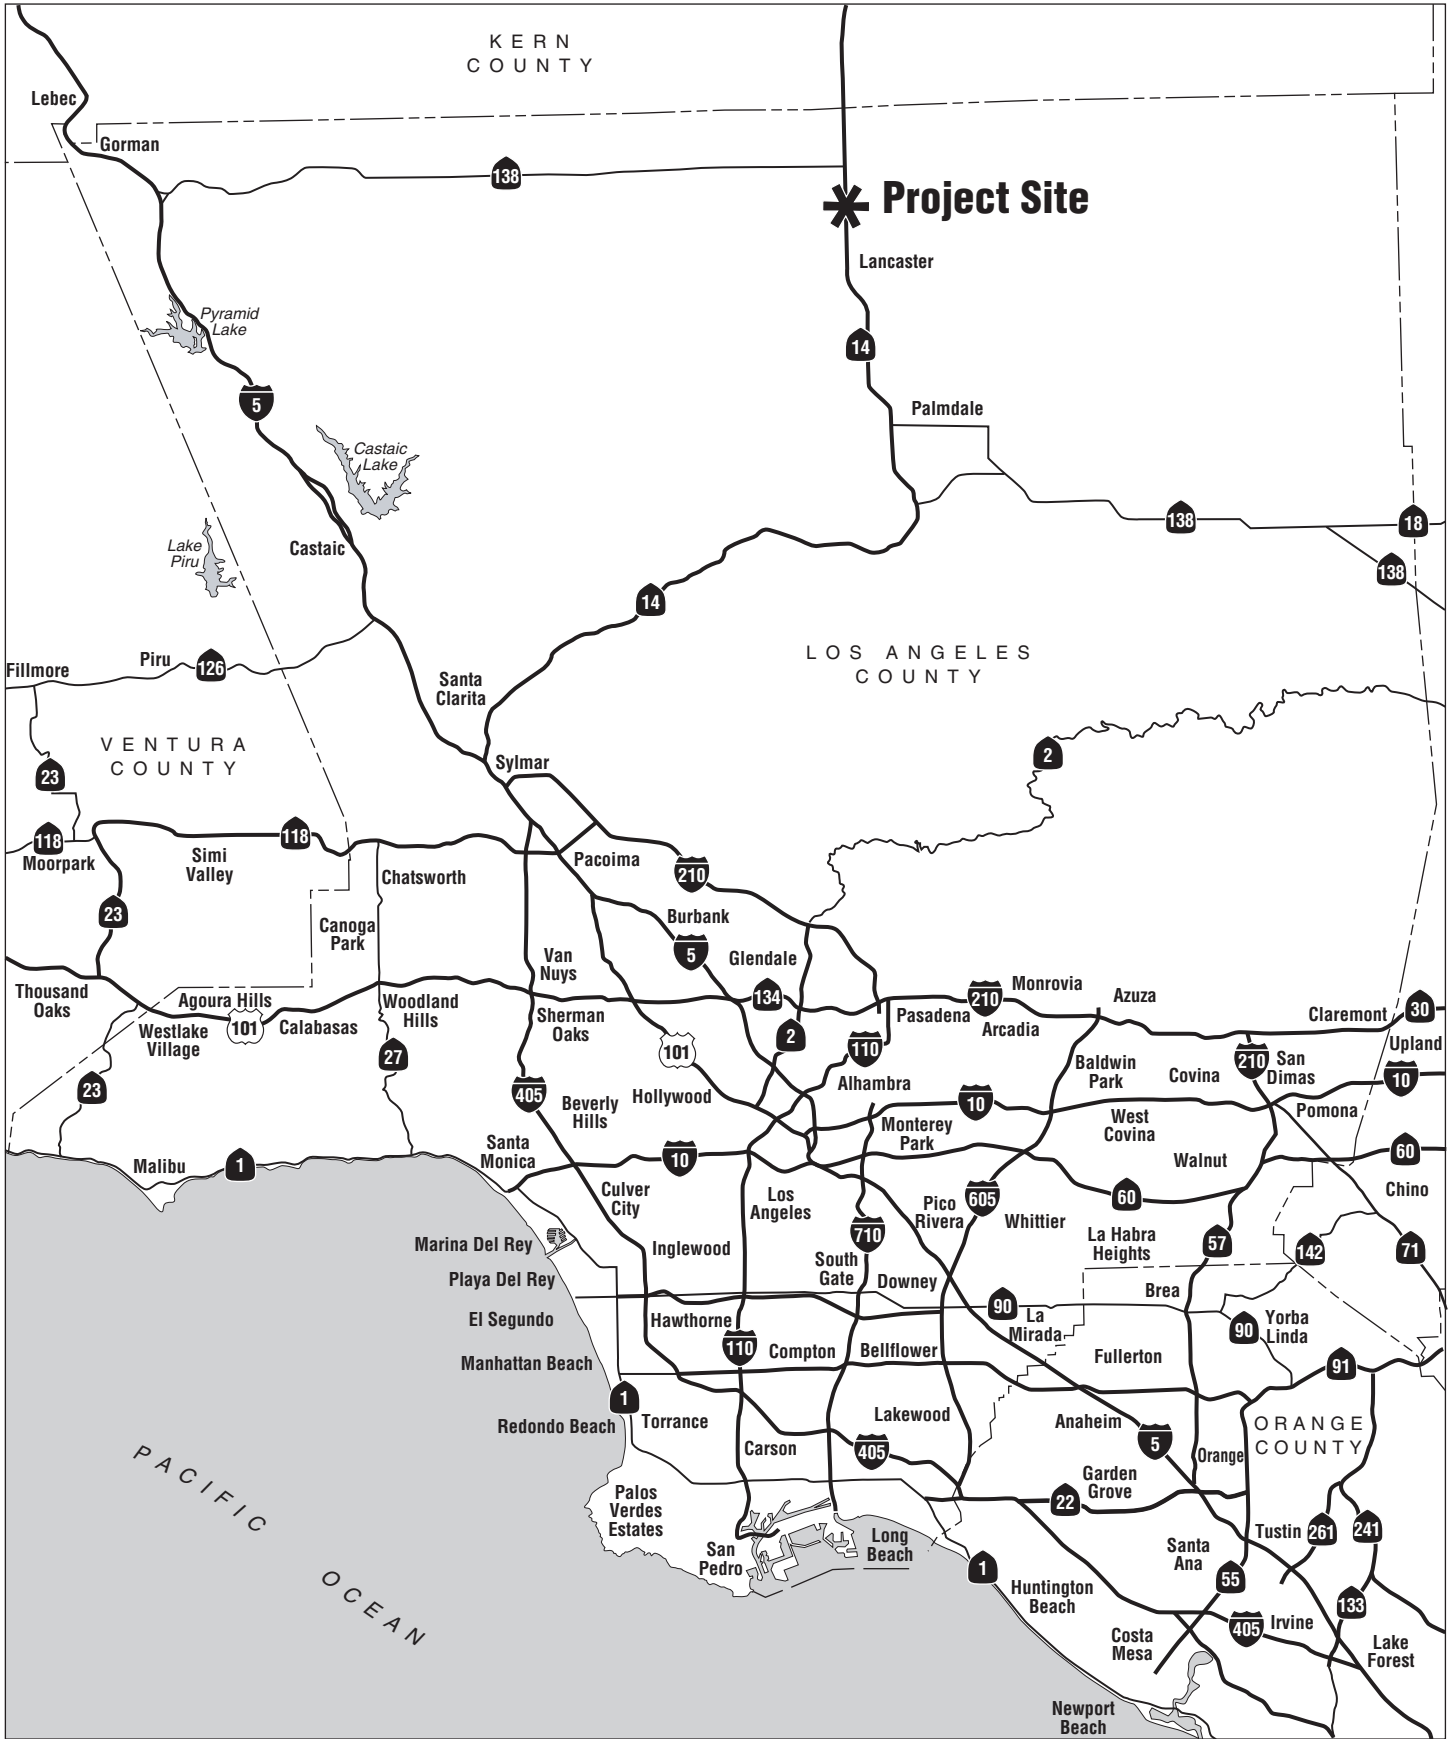 KERN
COUNTY
Lebec
Gorman
138
Project Site
Lancaster
Pyramid
Lake
14
5
Palmdale
Castaic
Lake
138
18
Lake
Piru
Castaic
138
14
LOS ANGELES
COUNTY
Fillmore
Piru
126
Santa
Clarita
VENTURA
COUNTY
2
23
Sylmar
118
118
Moorpark
Simi
Valley
Pacoima
Chatsworth
210
23
Canoga
Park
Burbank
5
Van
Nuys
Glendale
Thousand
Oaks
Agoura Hills
101
Westlake
Village
Calabasas
Woodland
Hills
134
210
Monrovia
Azuza
Pasadena
Arcadia
Claremont
30
Upland
Sherman
Oaks
2
101
110
27
23
405
Beverly
Hills
Hollywood
Alhambra
Baldwin
Park
Covina
210
San
Dimas
10
10
Pomona
Monterey
Park
West
Covina
Santa
Monica
10
Malibu
1
Walnut
60
60
Chino
Culver
City
Los
Angeles
Pico
Rivera
605
Whittier
Marina Del Rey
Inglewood
710
South
Gate
La Habra
Heights
57
142
71
Playa Del Rey
Downey
Brea
El Segundo
Hawthorne
90
La
Mirada
90
Yorba
Linda
Manhattan Beach
110
Compton
Bellflower
Fullerton
91
1
Redondo Beach
Torrance
Lakewood
Anaheim
5
ORANGE
COUNTY
Carson
405
Orange
Garden
Grove
22
PACIFIC
OCEAN
Palos
Verdes
Estates
San
Pedro
Long
Beach
Santa
Ana
Tustin
261
241
1
55
Huntington
Beach
133
405
Irvine
Costa
Mesa
Lake
Forest
Newport
Beach